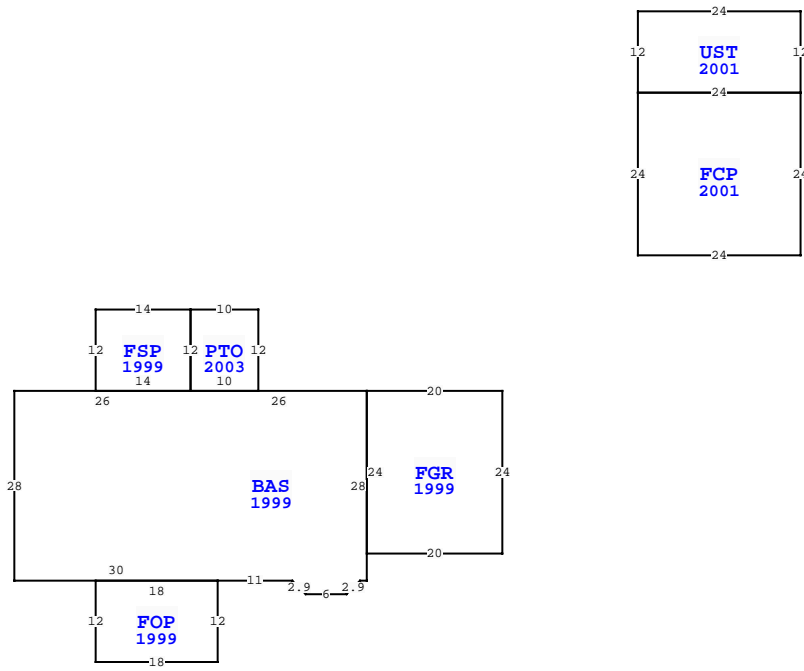 24
12 UST 12
2001
24
24 FCP 24
2001
24
14 10
12 FSP 12 PTO 12
1999 2003
14 10
26 26 20
28 BAS 28 24 FGR 24
1999 1999
20
30 11 2.9 6 2.9
18
12 FOP 12
1999
18